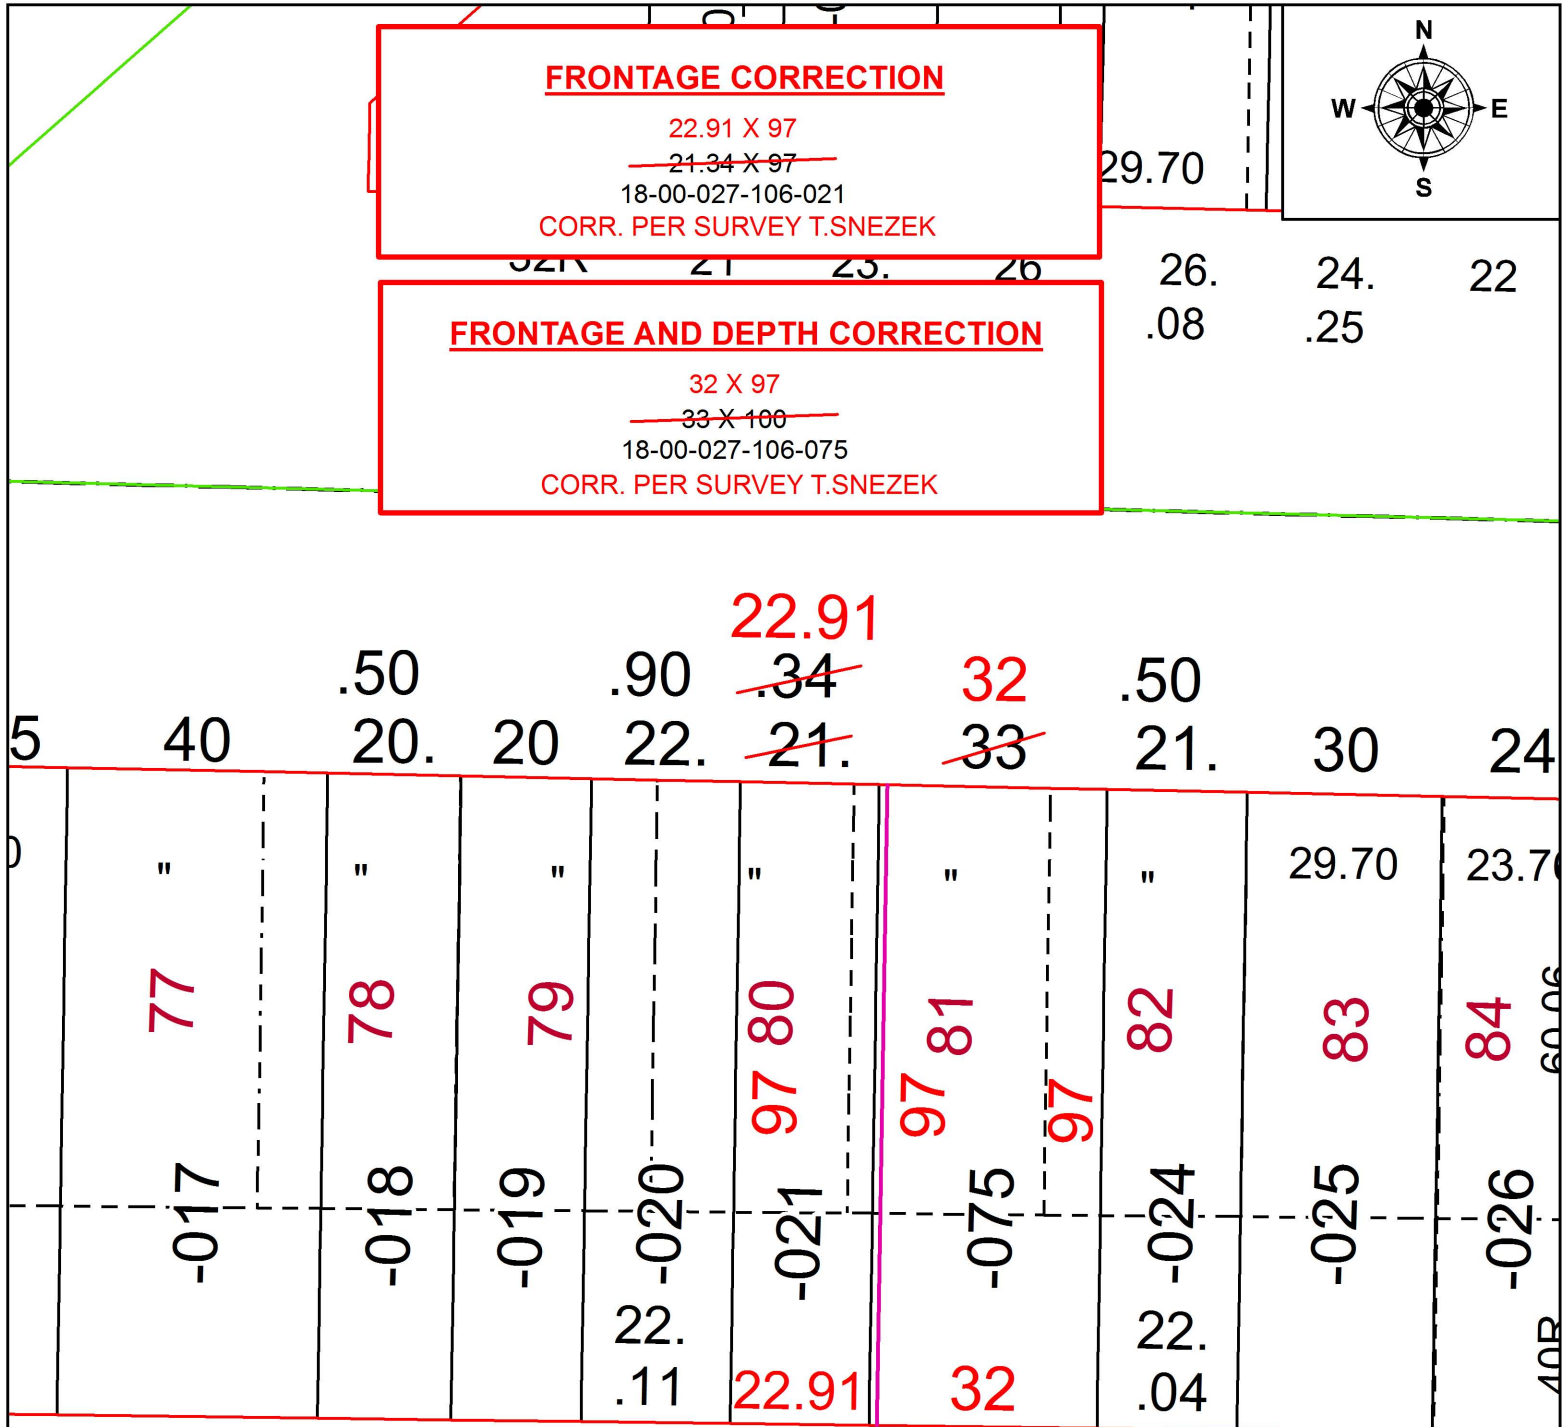 N
W E
S
FRONTAGE CORRECTION
22.91 X 97
21.34 X 97
18-00-027-106-021
CORR. PER SURVEY T.SNEZEK
29.70
26. 24. 22
.08 .25
FRONTAGE AND DEPTH CORRECTION
32 X 97
33 X 100
18-00-027-106-075
CORR. PER SURVEY T.SNEZEK
22.91
.50 .90 .34 32 .50
5 40 20. 20 22. 21. 33 21. 30 24
" " " " " " 29.70
77 78 79 80 81 82 83 84
97 97 97
-017 -018 -019 -020 -021 -075 -024 -025 -026
22. 22.
.11 22.91 32 .04